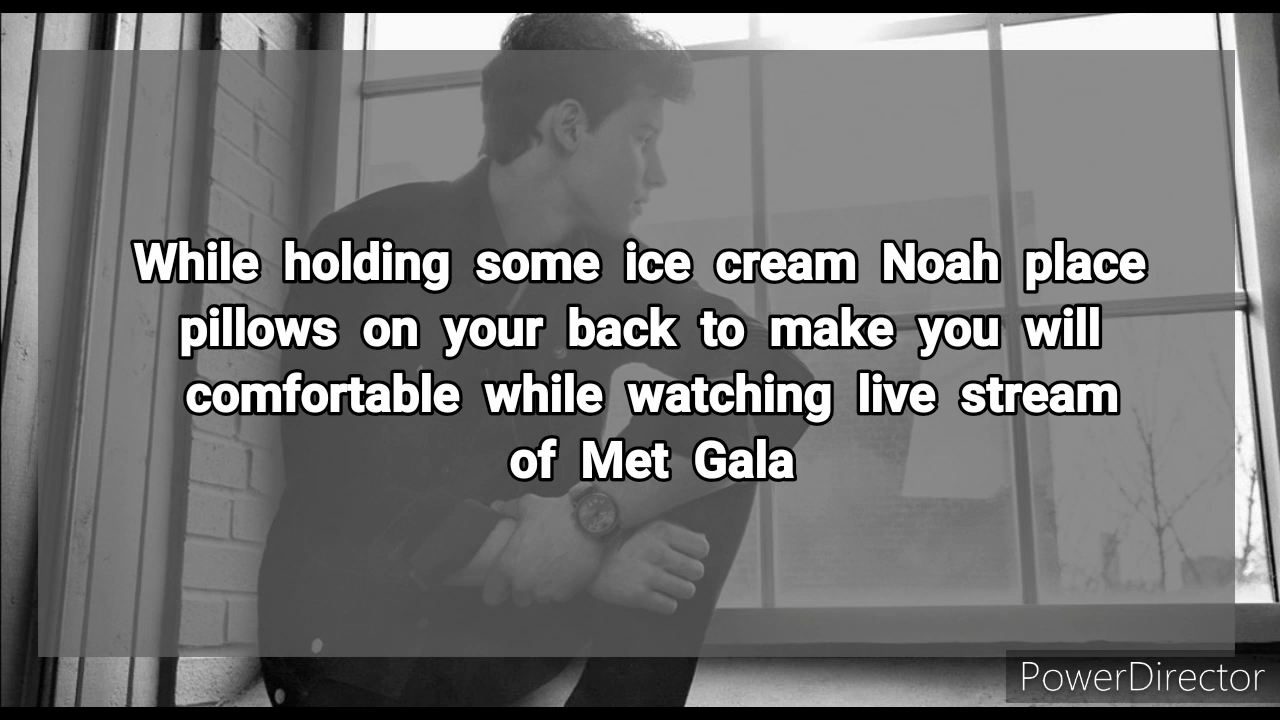 While holding some ice cream Noah place
pillows on your back to make you will
comfortable while watching live stream
of Met Gala
PowerDirector